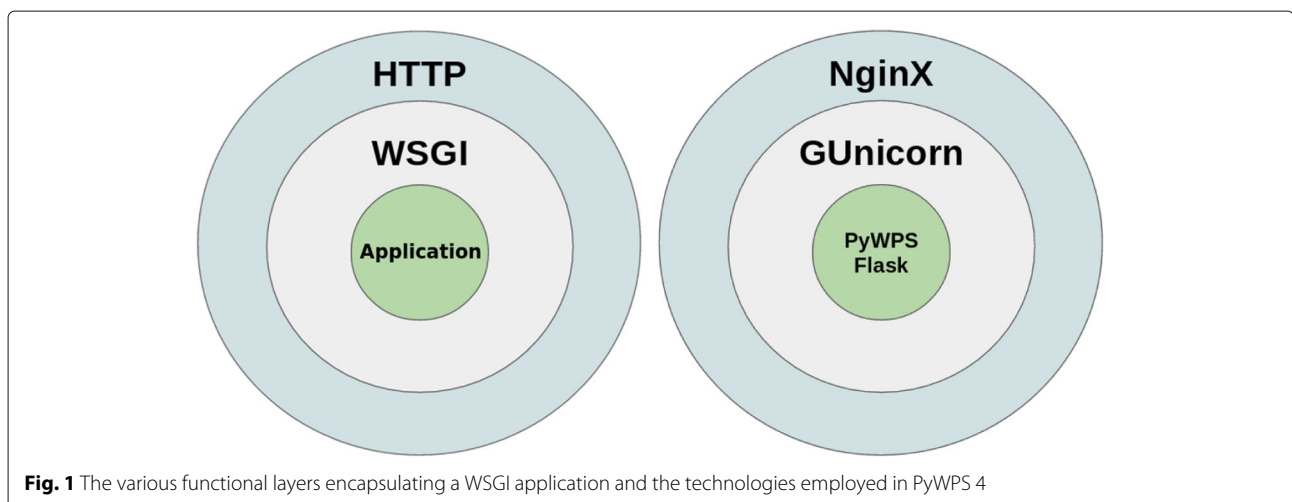 HTTP
WSGI
Application
NginX
GUnicorn
PyWPS
Flask
Fig. 1 The various functional layers encapsulating a WSGI application and the technologies employed in PyWPS 4